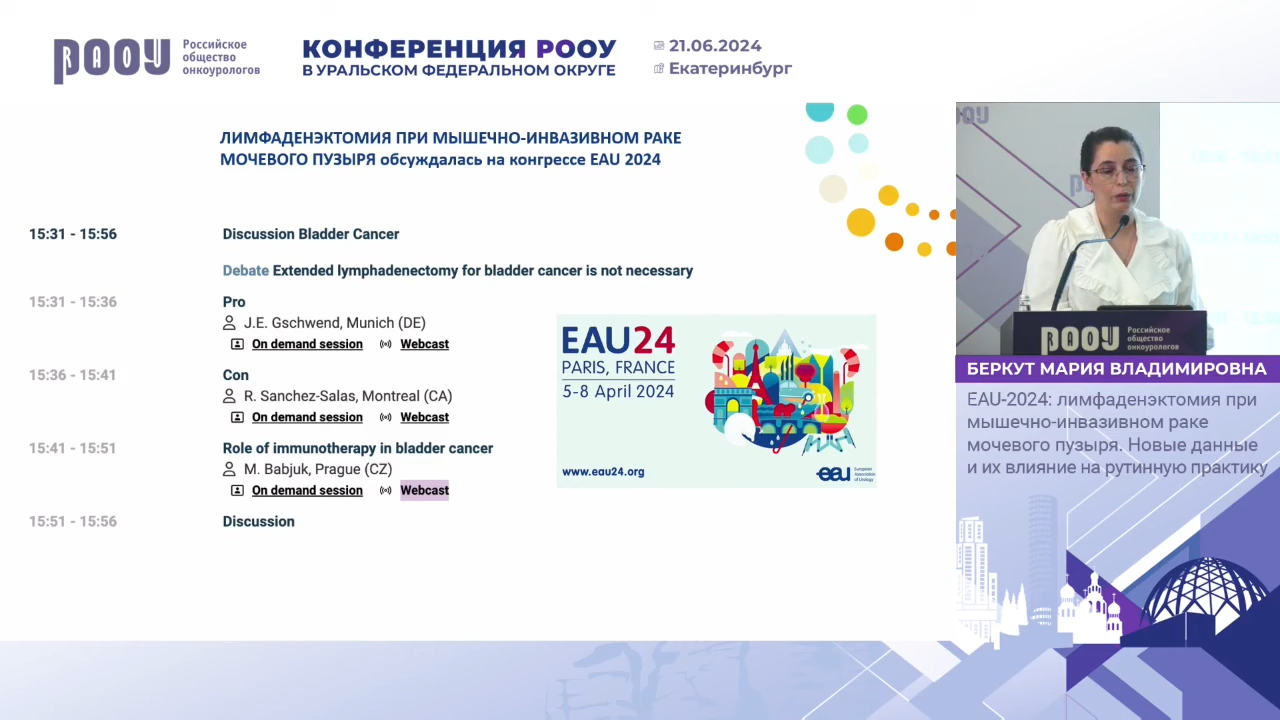 РООУ
Российское
общество
онкоурологов
КОНФЕРЕНЦИЯ РООУ
В УРАЛЬСКОМ ФЕДЕРАЛЬНОМ ОКРУГЕ
21.06.2024
Екатеринбург
ЛИМФАДЕНЭКТОМИЯ ПРИ МЫШЕЧНО-ИНВАЗИВНОМ РАКЕ
МОЧЕВОГО ПУЗЫРЯ обсуждалась на конгрессе EAU 2024
15:31 - 15:56
Discussion Bladder Cancer
Debate Extended lymphadenectomy for bladder cancer is not necessary
15:31 - 15:36
Pro
J.E. Gschwend, Munich (DE)
On demand session Webcast
15:36 - 15:41
Con
R. Sanchez-Salas, Montreal (CA)
On demand session Webcast
15:41 - 15:51
Role of immunotherapy in bladder cancer
M. Babjuk, Prague (CZ)
On demand session Webcast
15:51 - 15:56
Discussion
EAU24
PARIS, FRANCE
5-8 April 2024
www.eau24.org
eau
European
Association
of Urology
РООУ
Российское
общество
онкоурологов
БЕРКУТ МАРИЯ ВЛАДИМИРОВНА
EAU-2024: лимфаденэктомия при
мышечно-инвазивном раке
мочевого пузыря. Новые данные
и их влияние на рутинную практику